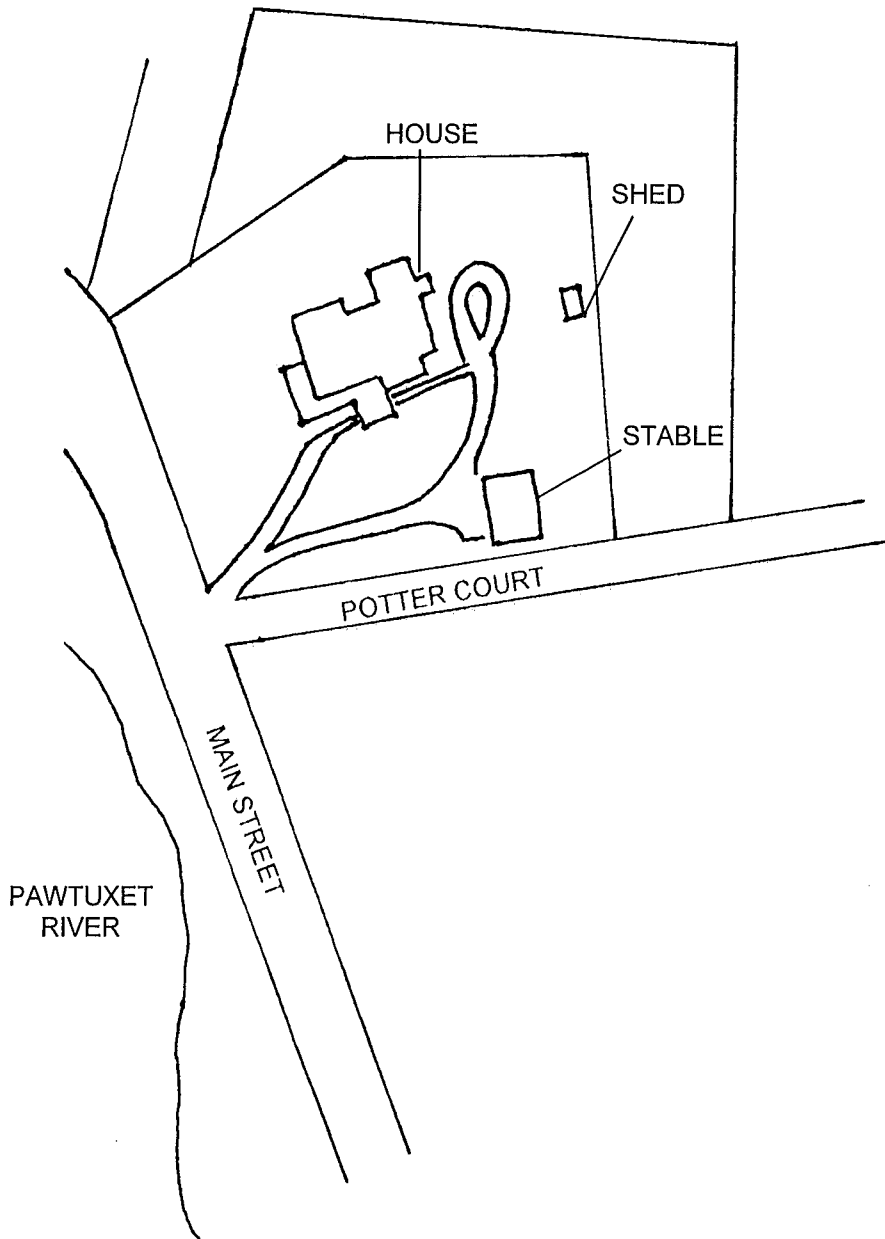 HOUSE
SHED
STABLE
POTTER COURT
MAIN STREET
PAWTUXET
RIVER